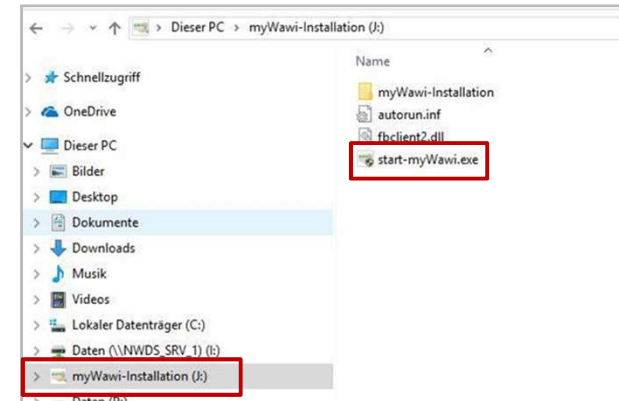 Dieser PC > myWawi-Installation (J:)
Schnellzugriff
OneDrive
Dieser PC
Bilder
Desktop
Dokumente
Downloads
Musik
Videos
Lokaler Datenträger (C:)
Daten (\\NWDS_SRV_1) (I:)
myWawi-Installation (J:)
Daten (P:)
Name
myWawi-Installation
autorun.inf
fbclient2.dll
start-myWawi.exe